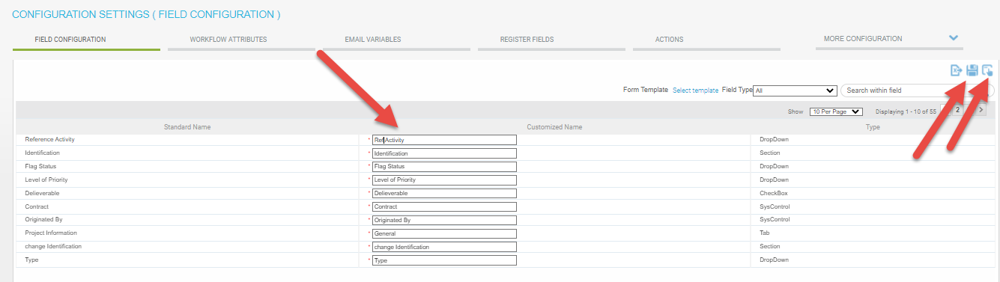 CONFIGURATION SETTINGS ( FIELD CONFIGURATION )
FIELD CONFIGURATION WORKFLOW ATTRIBUTES EMAIL VARIABLES REGISTER FIELDS ACTIONS MORE CONFIGURATION
Form Template Select template Field Type All Search within field
Show 10 Per Page Displaying 1 - 10 of 55 2 >
Standard Name Customized Name Type
Reference Activity * Ref Activity DropDown
Identification * Identification Section
Flag Status * Flag Status DropDown
Level of Priority * Level of Priority DropDown
Delieverable * Delieverable CheckBox
Contract * Contract SysControl
Originated By * Originated By SysControl
Project Information * General Tab
change Identification * change Identification Section
Type * Type DropDown